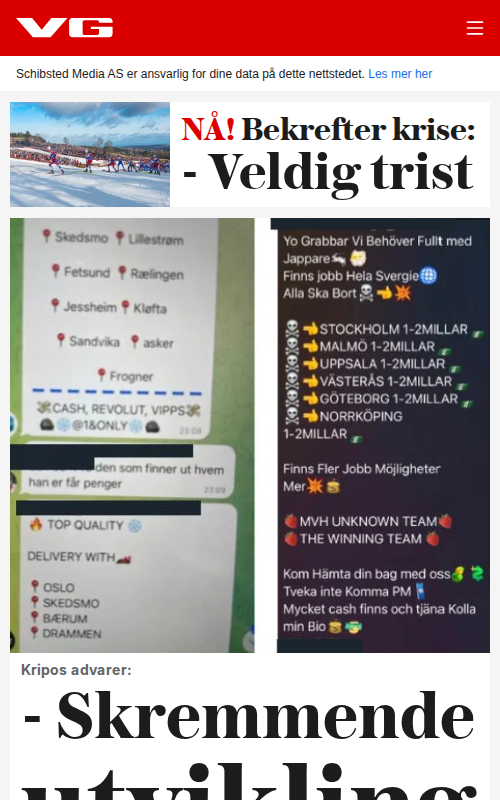 VG
Schibsted Media AS er ansvarlig for dine data på dette nettstedet. Les mer her
NÅ! Bekrefter krise:
- Veldig trist
📍Skedsmo 📍Lillestrøm
📍Fetsund 📍Rælingen
📍Jessheim 📍Kløfta
📍Sandvika 📍asker
📍Frogner
💸CASH, REVOLUT, VIPPS💸
@1&ONLY
23:09
den som finner ut hvem
han er får penger
23:09
🔥 TOP QUALITY ❄️
DELIVERY WITH
📍OSLO
📍SKEDSMO
📍BÆRUM
📍DRAMMEN
Yo Grabbar Vi Behöver Fullt med
Jappare
Finns jobb Hela Svergie🌐
Alla Ska Bort☠️👉💥
☠️👉STOCKHOLM 1-2MILLAR
☠️👉MALMÖ 1-2MILLAR
☠️👉UPPSALA 1-2MILLAR
☠️👉VÄSTERÅS 1-2MILLAR
☠️👉GÖTEBORG 1-2MILLAR
☠️👉NORRKÖPING
1-2MILLAR
Finns Fler Jobb Möjligheter
Mer💥
🍓MVH UNKNOWN TEAM🍓
🍓THE WINNING TEAM 🍓
Kom Hämta din bag med oss
Tveka inte Komma PM
Mycket cash finns och tjäna Kolla
min Bio
Kripos advarer:
- Skremmende
utvikling